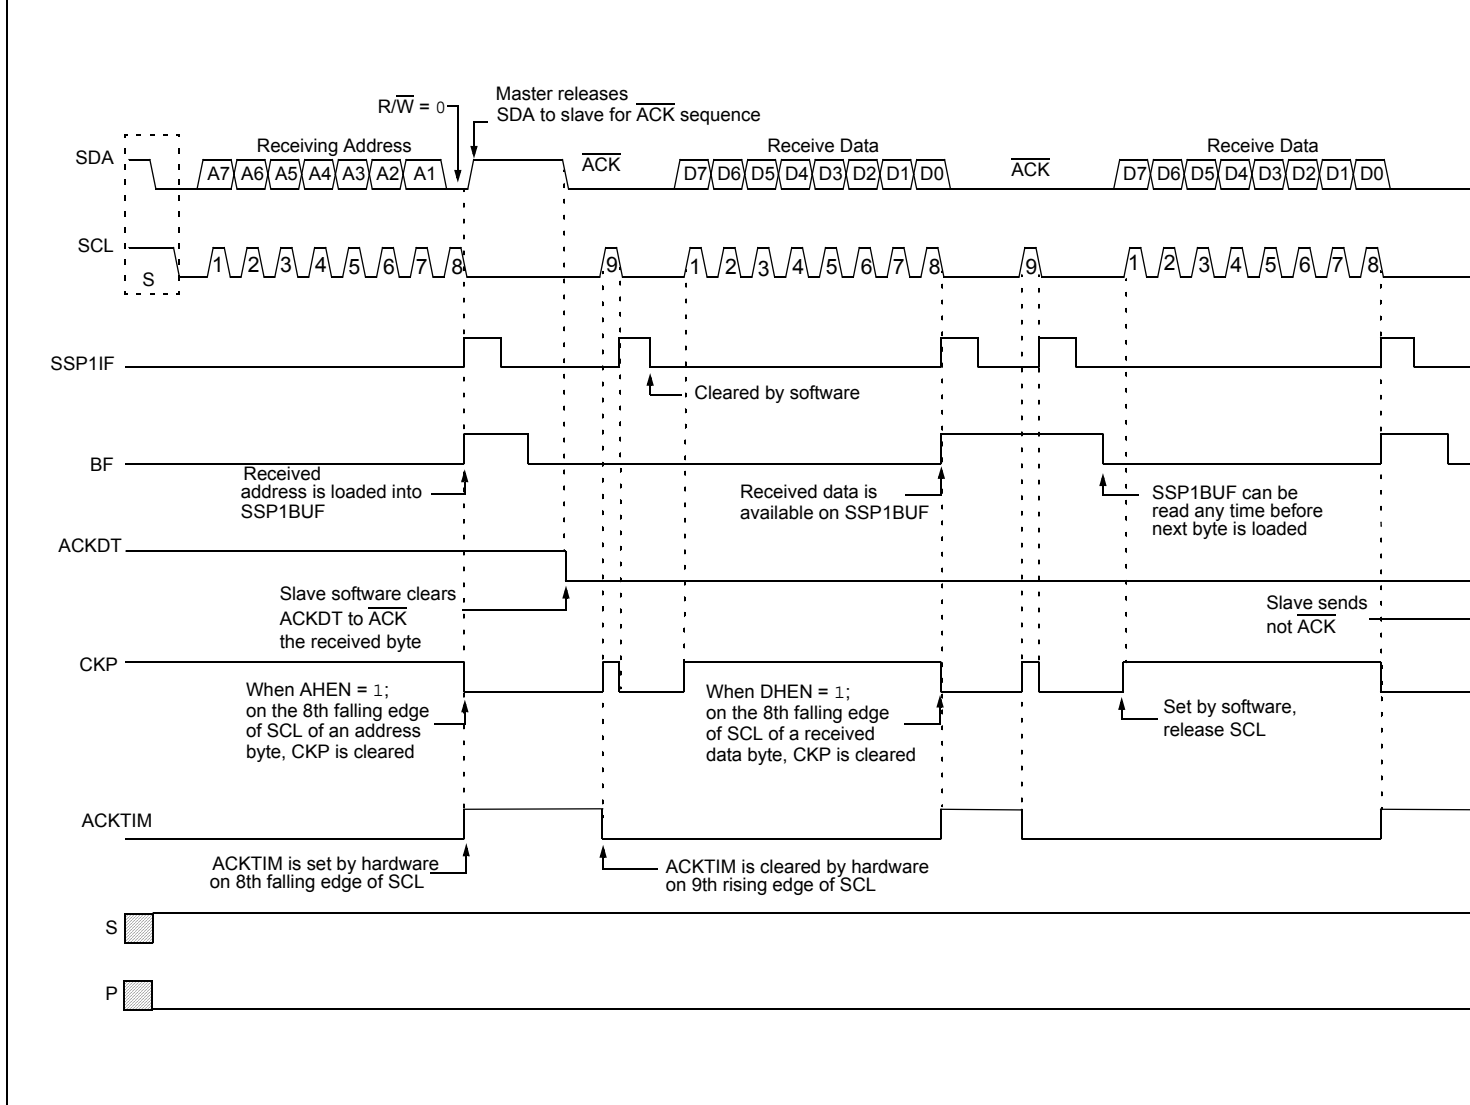 Master releases
SDA to slave for ACK sequence
R/W = 0
Receiving Address
Receive Data
Receive Data
SDA
A7 A6 A5 A4 A3 A2 A1
ACK
D7 D6 D5 D4 D3 D2 D1 D0
ACK
D7 D6 D5 D4 D3 D2 D1 D0
SCL
S
1 2 3 4 5 6 7 8 9 1 2 3 4 5 6 7 8 9 1 2 3 4 5 6 7 8
SSP1IF
Cleared by software
BF
Received
address is loaded into
SSP1BUF
Received data is
available on SSP1BUF
SSP1BUF can be
read any time before
next byte is loaded
ACKDT
Slave software clears
ACKDT to ACK
the received byte
Slave sends
not ACK
CKP
When AHEN = 1;
on the 8th falling edge
of SCL of an address
byte, CKP is cleared
When DHEN = 1;
on the 8th falling edge
of SCL of a received
data byte, CKP is cleared
Set by software,
release SCL
ACKTIM
ACKTIM is set by hardware
on 8th falling edge of SCL
ACKTIM is cleared by hardware
on 9th rising edge of SCL
S
P